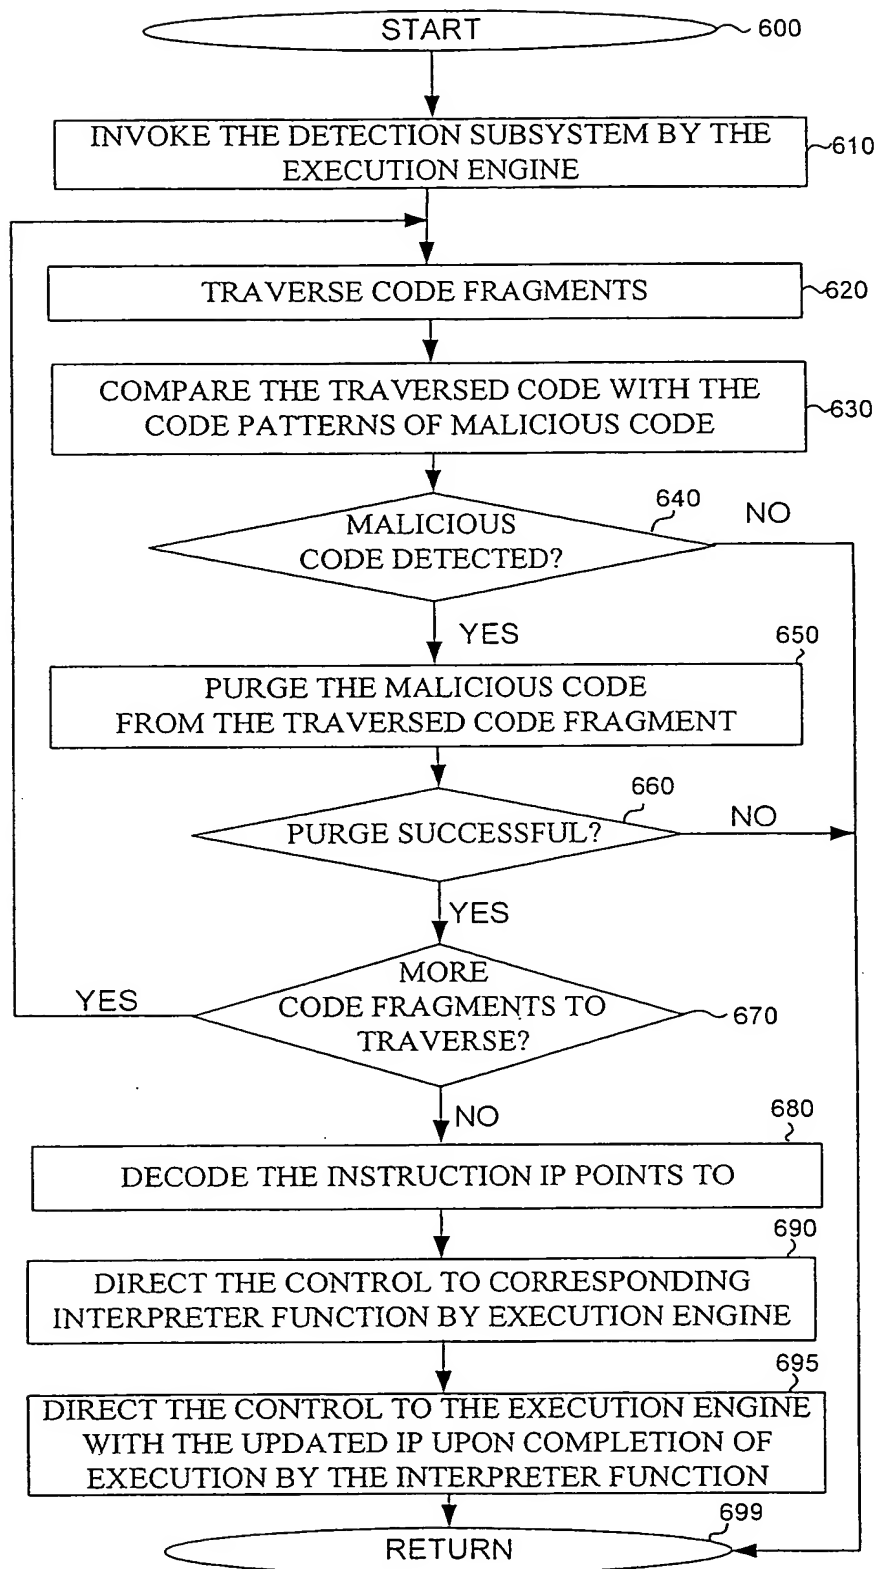 START
600
INVOKE THE DETECTION SUBSYSTEM BY THE
EXECUTION ENGINE
610
TRAVERSE CODE FRAGMENTS
620
COMPARE THE TRAVERSED CODE WITH THE
CODE PATTERNS OF MALICIOUS CODE
630
640
NO
MALICIOUS
CODE DETECTED?
YES
650
PURGE THE MALICIOUS CODE
FROM THE TRAVERSED CODE FRAGMENT
660
PURGE SUCCESSFUL?
NO
YES
MORE
CODE FRAGMENTS TO
TRAVERSE?
YES
670
NO
680
DECODE THE INSTRUCTION IP POINTS TO
690
DIRECT THE CONTROL TO CORRESPONDING
INTERPRETER FUNCTION BY EXECUTION ENGINE
695
DIRECT THE CONTROL TO THE EXECUTION ENGINE
WITH THE UPDATED IP UPON COMPLETION OF
EXECUTION BY THE INTERPRETER FUNCTION
699
RETURN